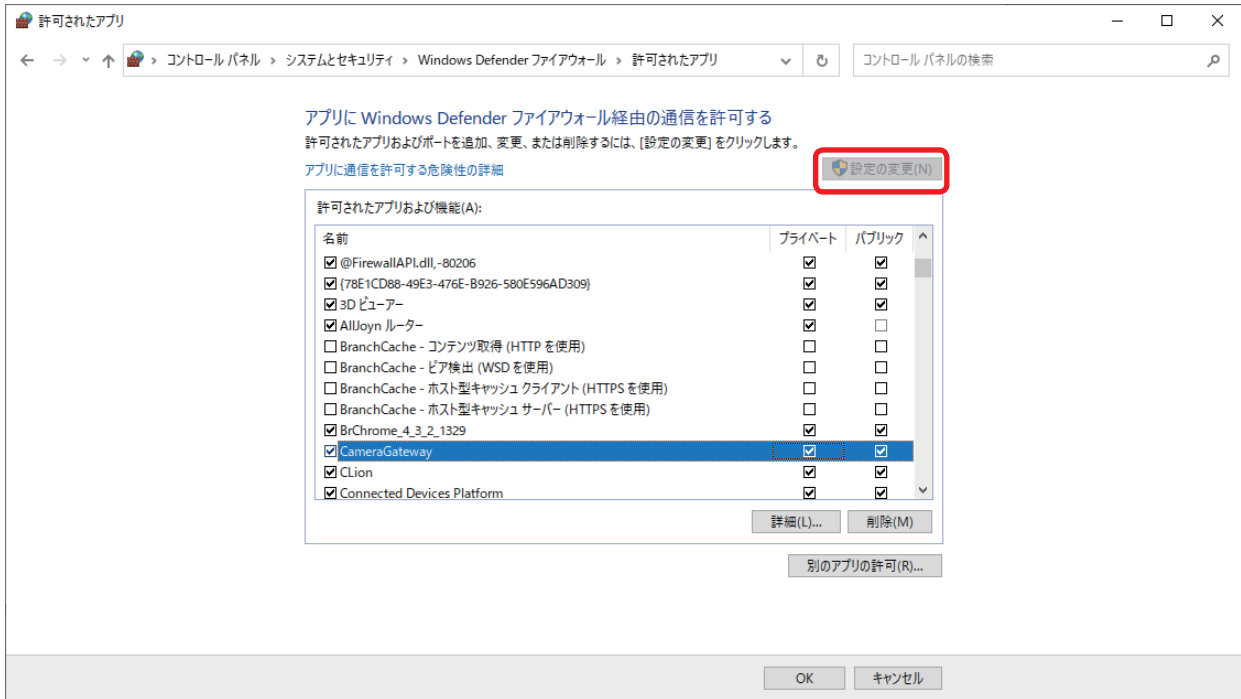 許可されたアプリ
コントロール パネル › システムとセキュリティ › Windows Defender ファイアウォール › 許可されたアプリ
コントロール パネルの検索
アプリに Windows Defender ファイアウォール経由の通信を許可する
許可されたアプリおよびポートを追加、変更、または削除するには、[設定の変更] をクリックします。
アプリに通信を許可する危険性の詳細
設定の変更(N)
許可されたアプリおよび機能(A):
名前 プライベート パブリック
@FirewallAPI.dll,-80206
{78E1CD88-49E3-476E-B926-580E596AD309}
3D ビューアー
AllJoyn ルーター
BranchCache - コンテンツ取得 (HTTP を使用)
BranchCache - ピア検出 (WSD を使用)
BranchCache - ホスト型キャッシュ クライアント (HTTPS を使用)
BranchCache - ホスト型キャッシュ サーバー (HTTPS を使用)
BrChrome_4_3_2_1329
CameraGateway
CLion
Connected Devices Platform
詳細(L)... 削除(M)
別のアプリの許可(R)...
OK キャンセル